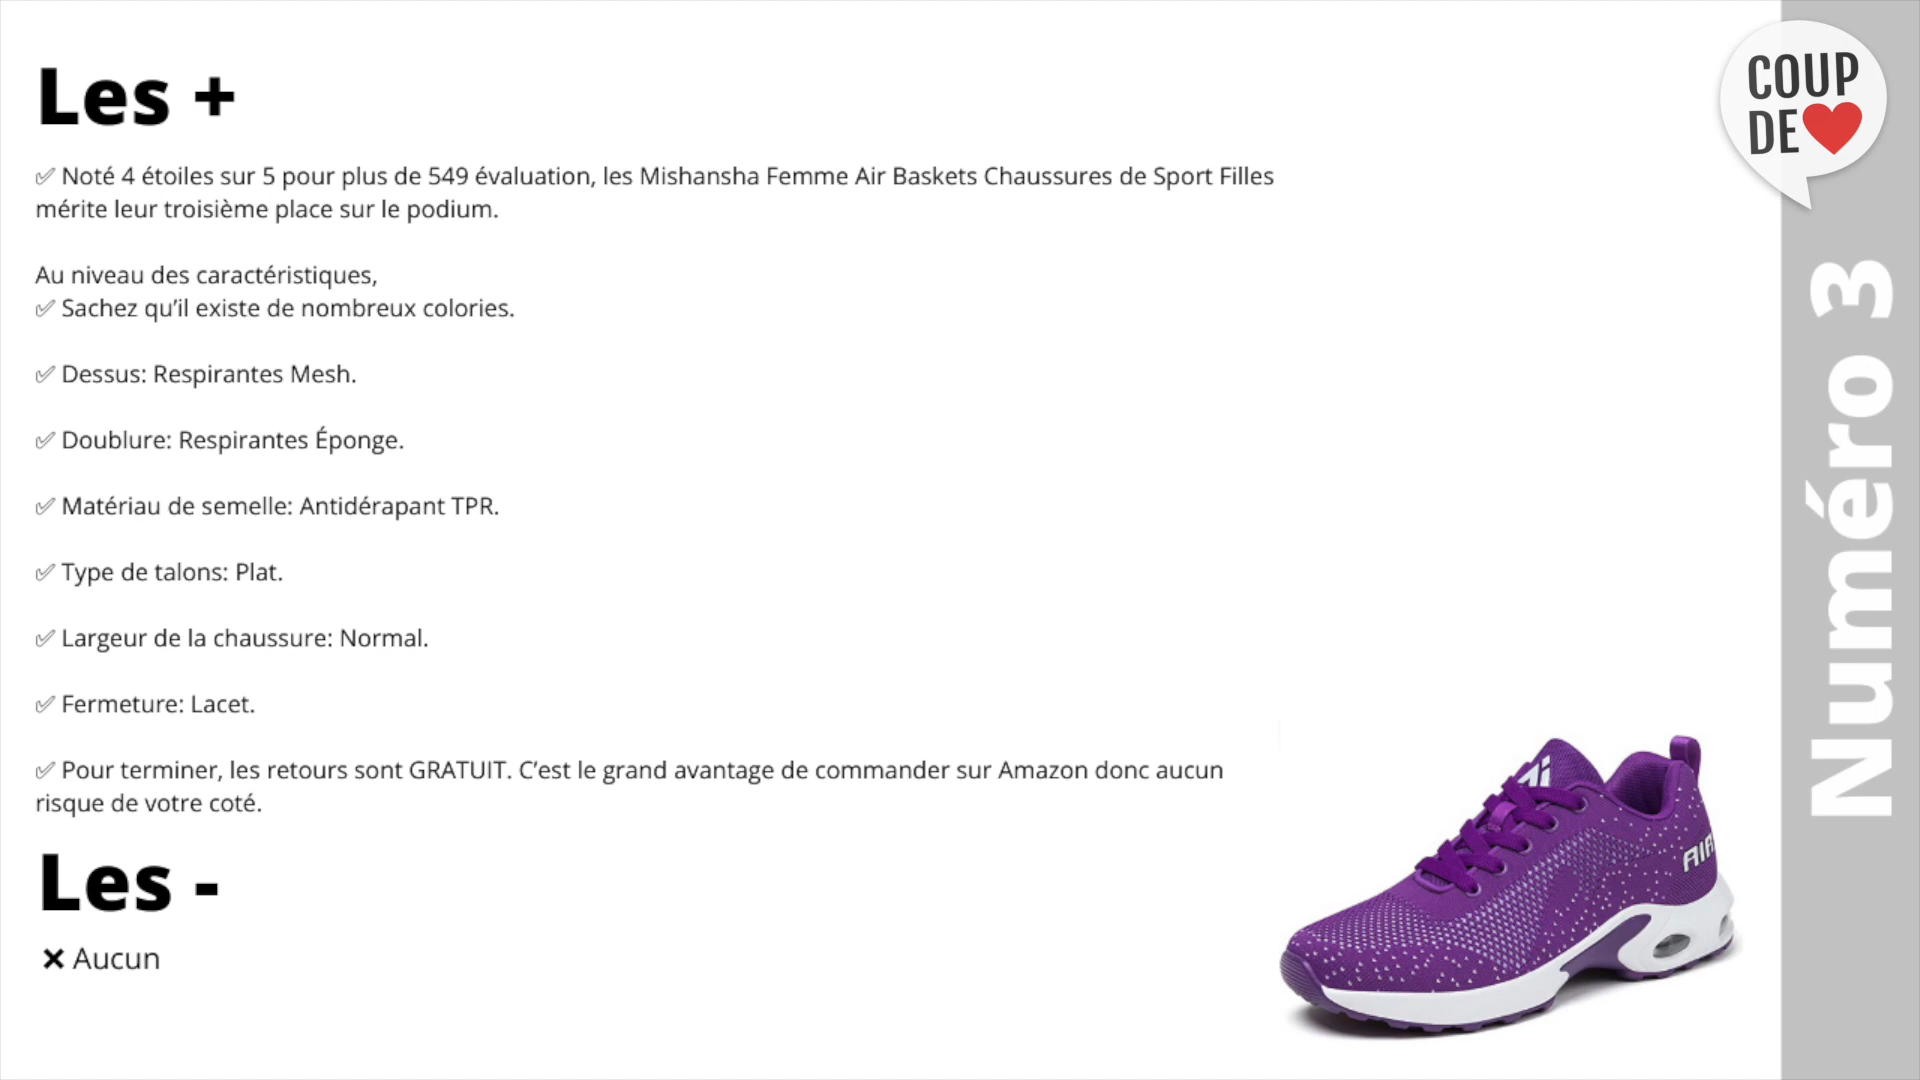 Les +
✅ Noté 4 étoiles sur 5 pour plus de 549 évaluation, les Mishansha Femme Air Baskets Chaussures de Sport Filles
mérite leur troisième place sur le podium.
Au niveau des caractéristiques,
✅ Sachez qu’il existe de nombreux colories.
✅ Dessus: Respirantes Mesh.
✅ Doublure: Respirantes Éponge.
✅ Matériau de semelle: Antidérapant TPR.
✅ Type de talons: Plat.
✅ Largeur de la chaussure: Normal.
✅ Fermeture: Lacet.
✅ Pour terminer, les retours sont GRATUIT. C’est le grand avantage de commander sur Amazon donc aucun
risque de votre coté.
Les -
❌ Aucun
COUP
DE
Numéro 3
AIR